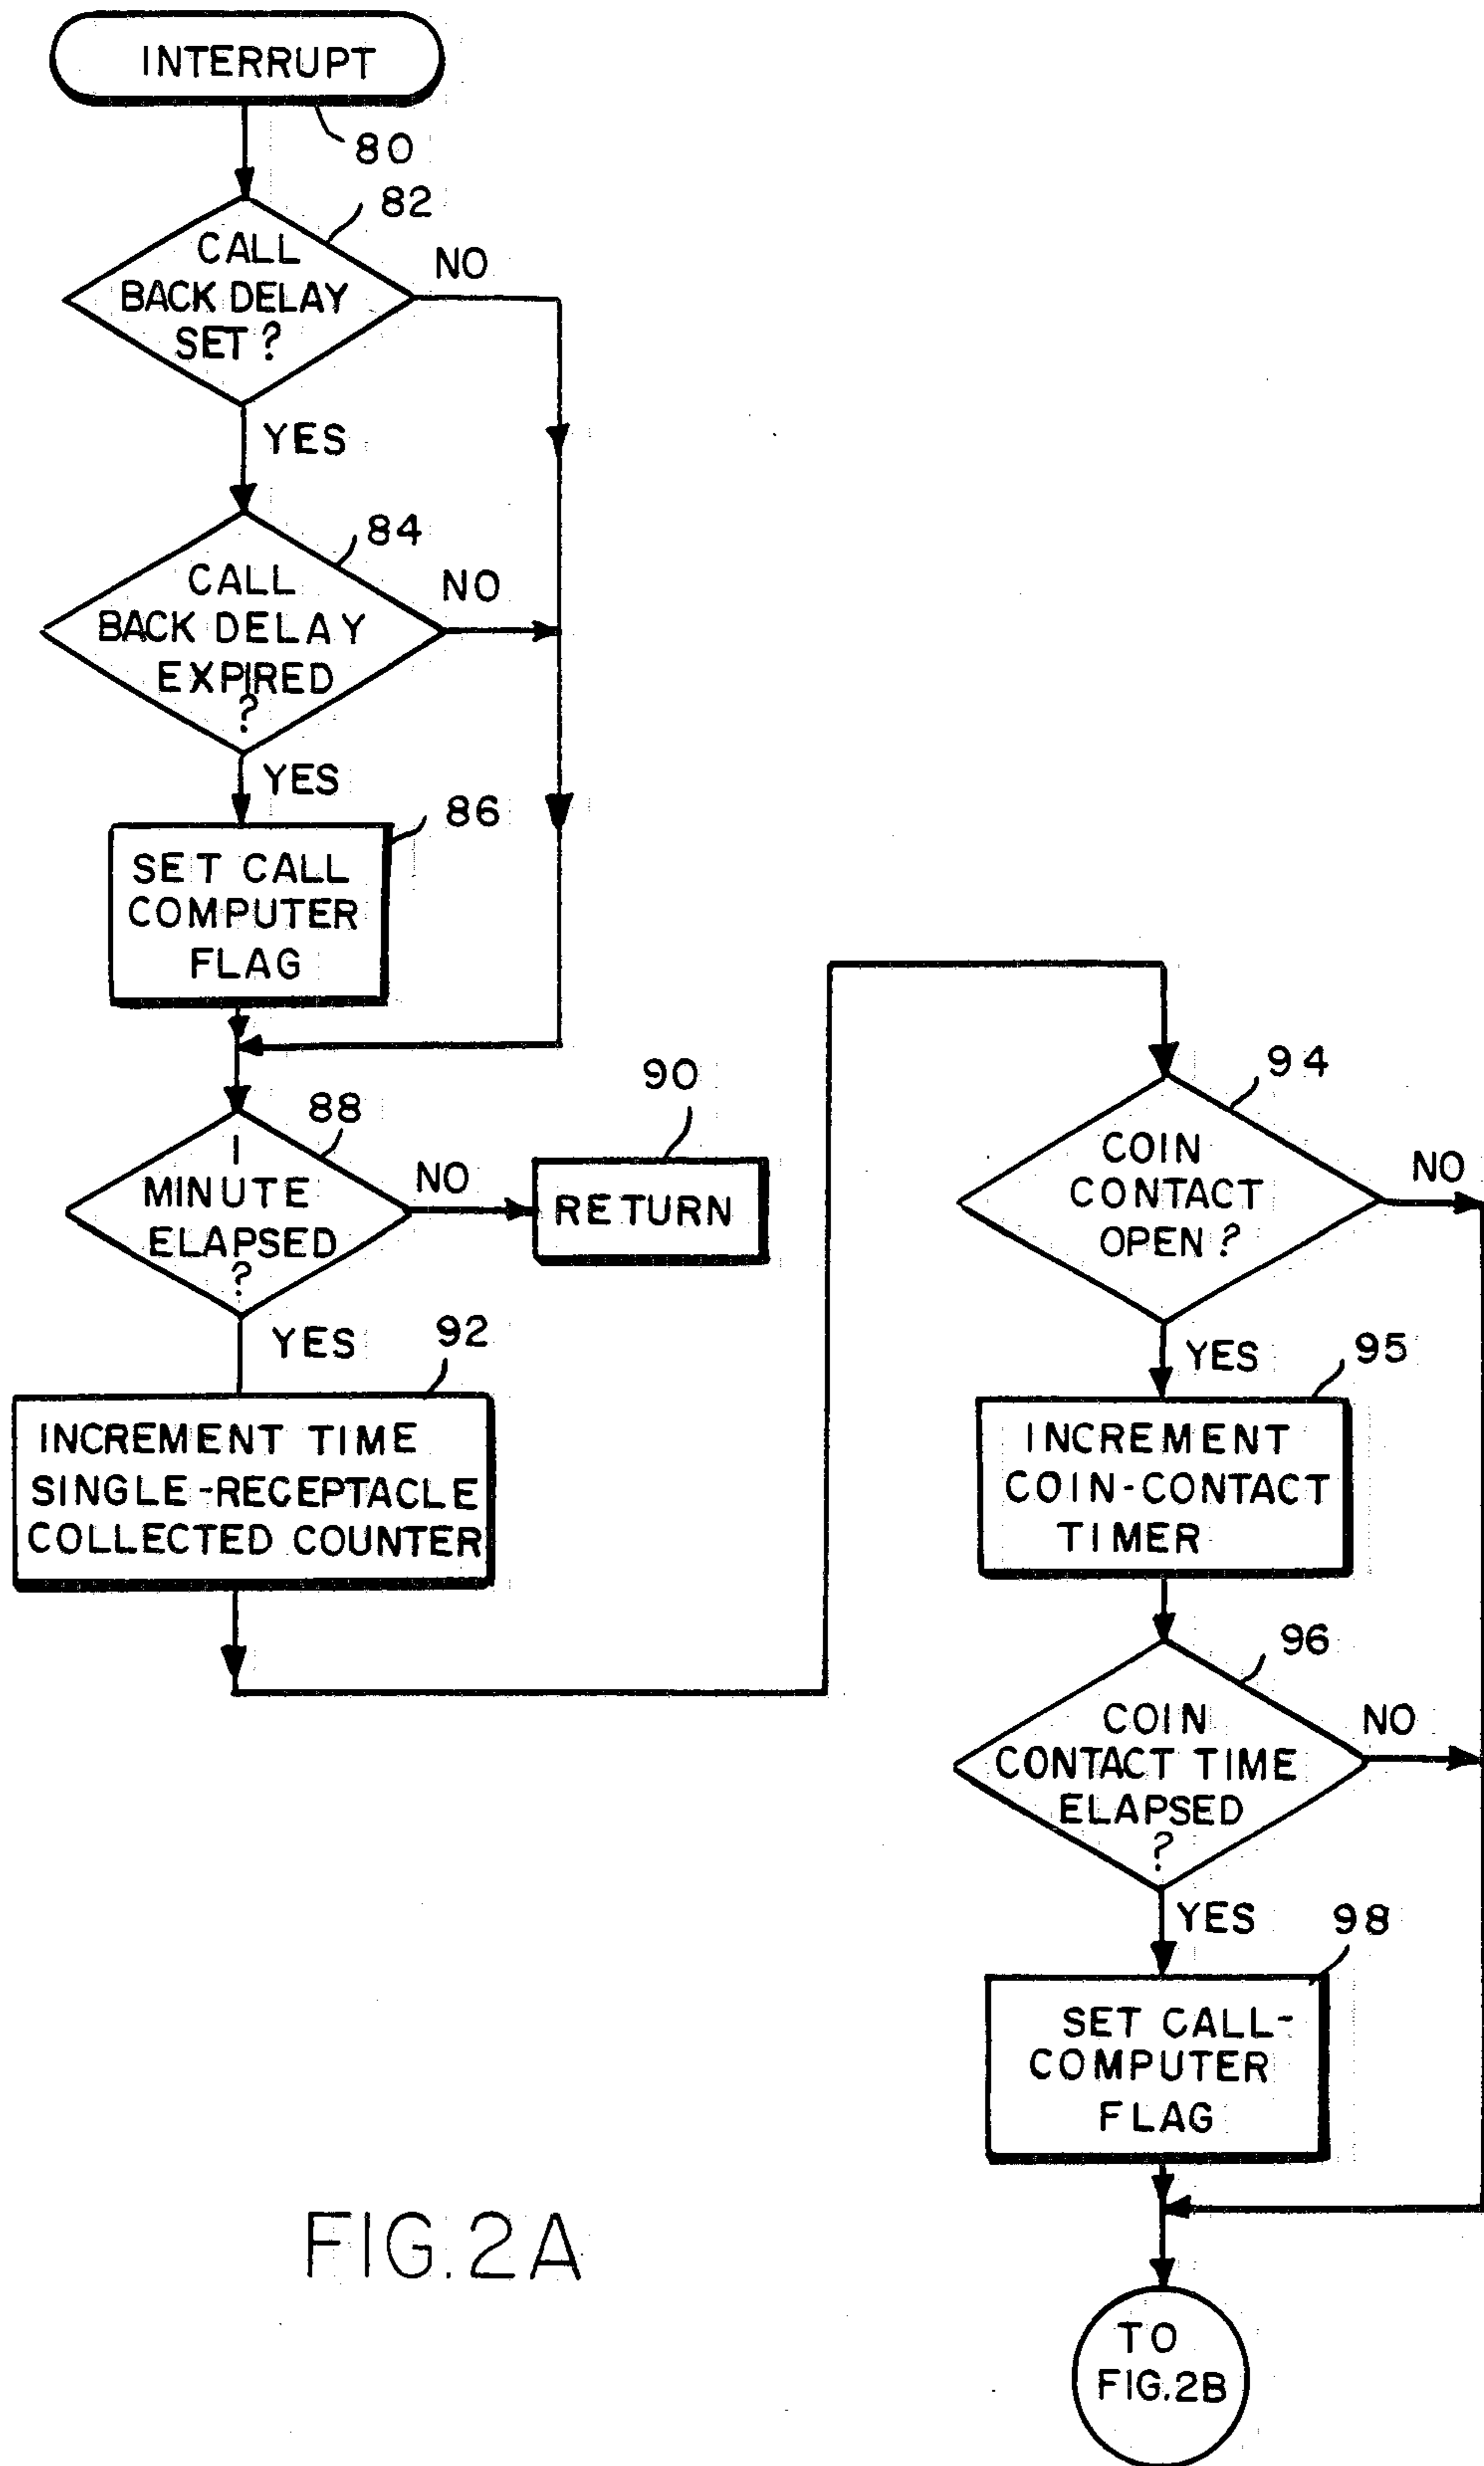 INTERRUPT
80
82
CALL
BACK DELAY
SET?
NO
YES
84
CALL
BACK DELAY
EXPIRED
?
NO
YES
86
SET CALL
COMPUTER
FLAG
88
1
MINUTE
ELAPSED
?
NO
90
RETURN
YES
92
INCREMENT TIME
SINGLE-RECEPTACLE
COLLECTED COUNTER
94
COIN
CONTACT
OPEN?
NO
YES
95
INCREMENT
COIN-CONTACT
TIMER
96
COIN
CONTACT TIME
ELAPSED
?
NO
YES
98
SET CALL-
COMPUTER
FLAG
TO
FIG.2B
FIG.2A